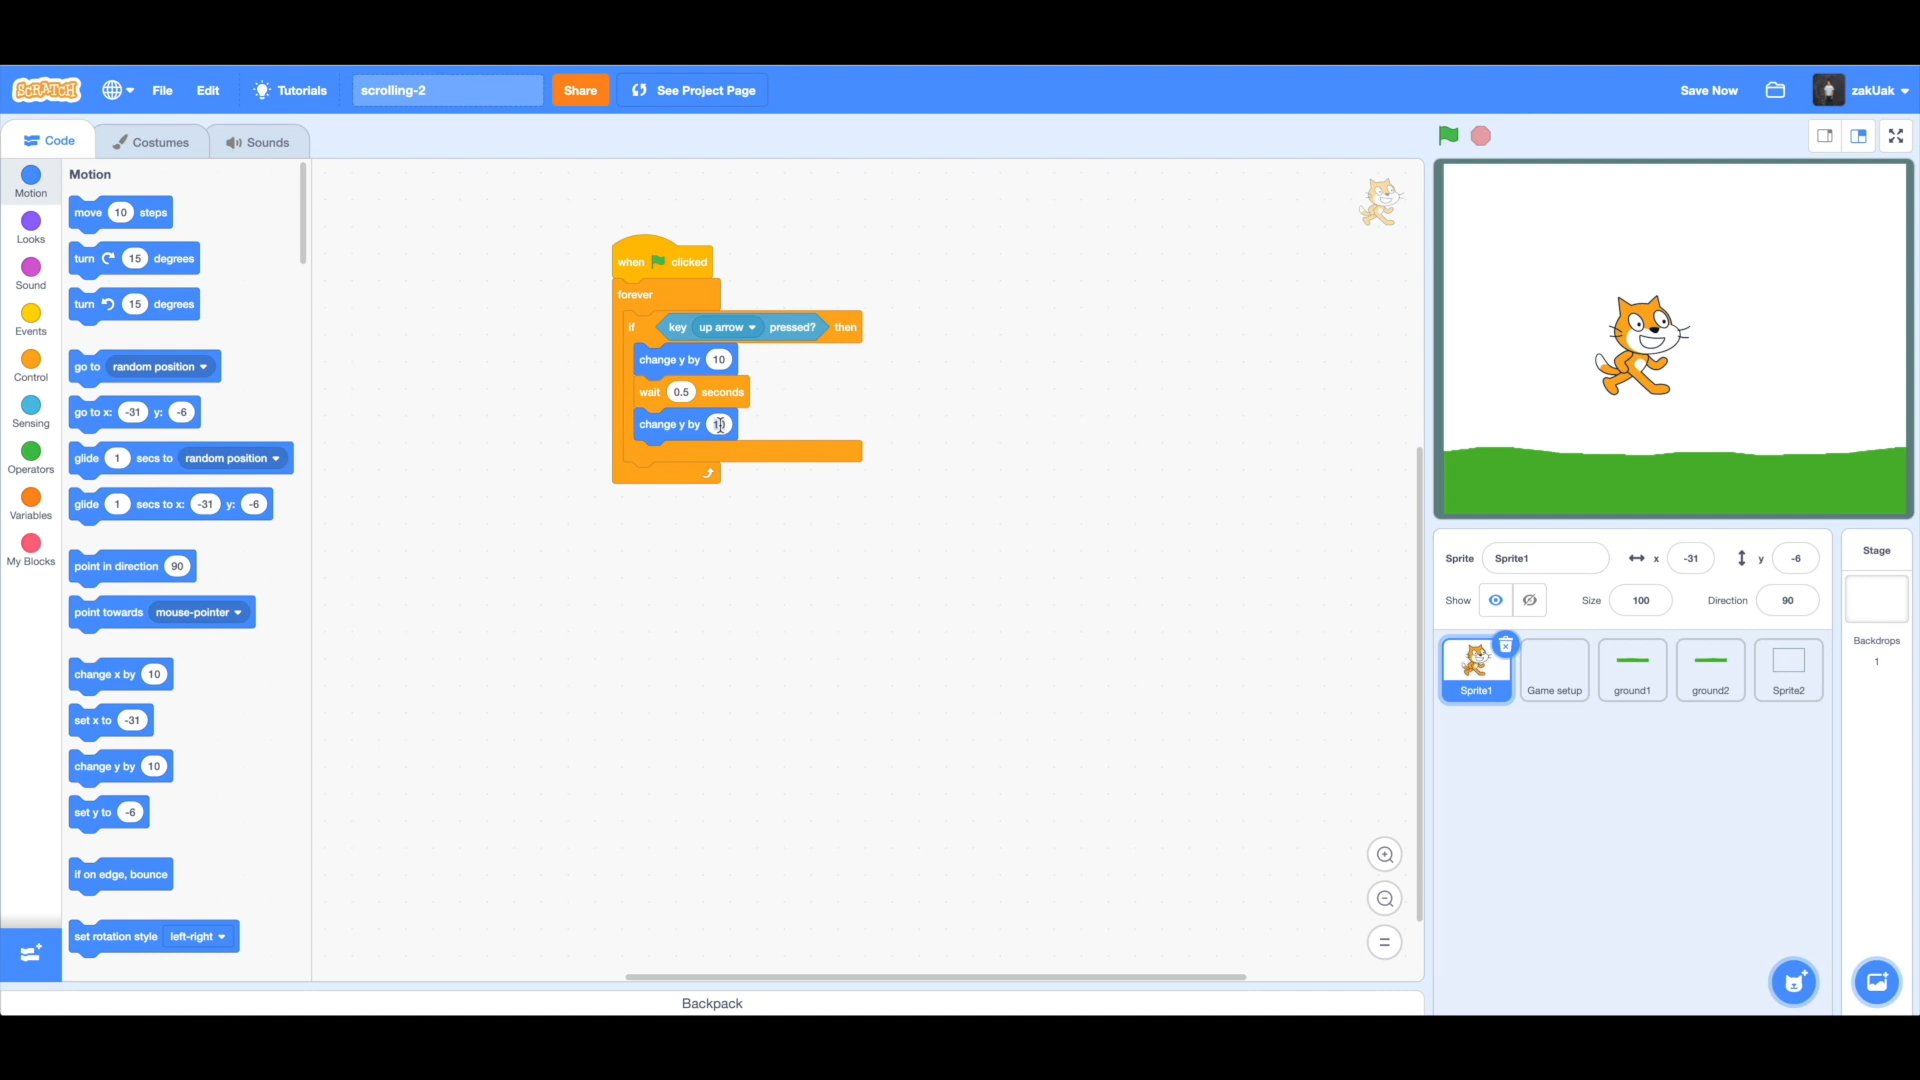 SCRATCH
File
Edit
Tutorials
scrolling-2
Share
See Project Page
Save Now
zakUak
Code
Costumes
Sounds
Motion
Looks
Sound
Events
Control
Sensing
Operators
Variables
My Blocks
Motion
move 10 steps
turn 15 degrees
turn 15 degrees
go to random position
go to x: -31 y: -6
glide 1 secs to random position
glide 1 secs to x: -31 y: -6
point in direction 90
point towards mouse-pointer
change x by 10
set x to -31
change y by 10
set y to -6
if on edge, bounce
set rotation style left-right
when clicked
forever
if key up arrow pressed? then
change y by 10
wait 0.5 seconds
change y by 10
Backpack
Sprite Sprite1 x -31 y -6
Show Size 100 Direction 90
Sprite1
Game setup
ground1
ground2
Sprite2
Stage
Backdrops
1